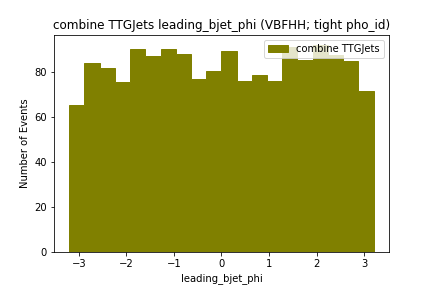 combine TTGJets leading_bjet_phi (VBFHH; tight pho_id)
combine TTGJets
Number of Events
80
60
40
20
0
−3 −2 −1 0 1 2 3
leading_bjet_phi